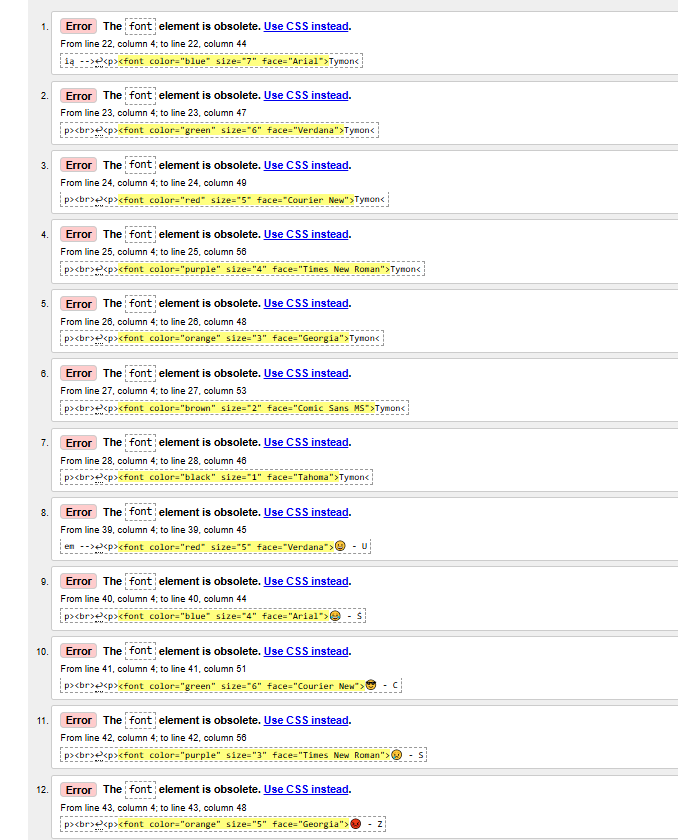 1. Error The font element is obsolete. Use CSS instead.
From line 22, column 4; to line 22, column 44
ią -->↩<p><font color="blue" size="7" face="Arial">Tymon<
2. Error The font element is obsolete. Use CSS instead.
From line 23, column 4; to line 23, column 47
p><br>↩<p><font color="green" size="6" face="Verdana">Tymon<
3. Error The font element is obsolete. Use CSS instead.
From line 24, column 4; to line 24, column 49
p><br>↩<p><font color="red" size="5" face="Courier New">Tymon<
4. Error The font element is obsolete. Use CSS instead.
From line 25, column 4; to line 25, column 56
p><br>↩<p><font color="purple" size="4" face="Times New Roman">Tymon<
5. Error The font element is obsolete. Use CSS instead.
From line 26, column 4; to line 26, column 48
p><br>↩<p><font color="orange" size="3" face="Georgia">Tymon<
6. Error The font element is obsolete. Use CSS instead.
From line 27, column 4; to line 27, column 53
p><br>↩<p><font color="brown" size="2" face="Comic Sans MS">Tymon<
7. Error The font element is obsolete. Use CSS instead.
From line 28, column 4; to line 28, column 46
p><br>↩<p><font color="black" size="1" face="Tahoma">Tymon<
8. Error The font element is obsolete. Use CSS instead.
From line 39, column 4; to line 39, column 45
em -->↩<p><font color="red" size="5" face="Verdana">😊 - U
9. Error The font element is obsolete. Use CSS instead.
From line 40, column 4; to line 40, column 44
p><br>↩<p><font color="blue" size="4" face="Arial">😂 - S
10. Error The font element is obsolete. Use CSS instead.
From line 41, column 4; to line 41, column 51
p><br>↩<p><font color="green" size="6" face="Courier New">😎 - C
11. Error The font element is obsolete. Use CSS instead.
From line 42, column 4; to line 42, column 56
p><br>↩<p><font color="purple" size="3" face="Times New Roman">😢 - S
12. Error The font element is obsolete. Use CSS instead.
From line 43, column 4; to line 43, column 48
p><br>↩<p><font color="orange" size="5" face="Georgia">😡 - Z